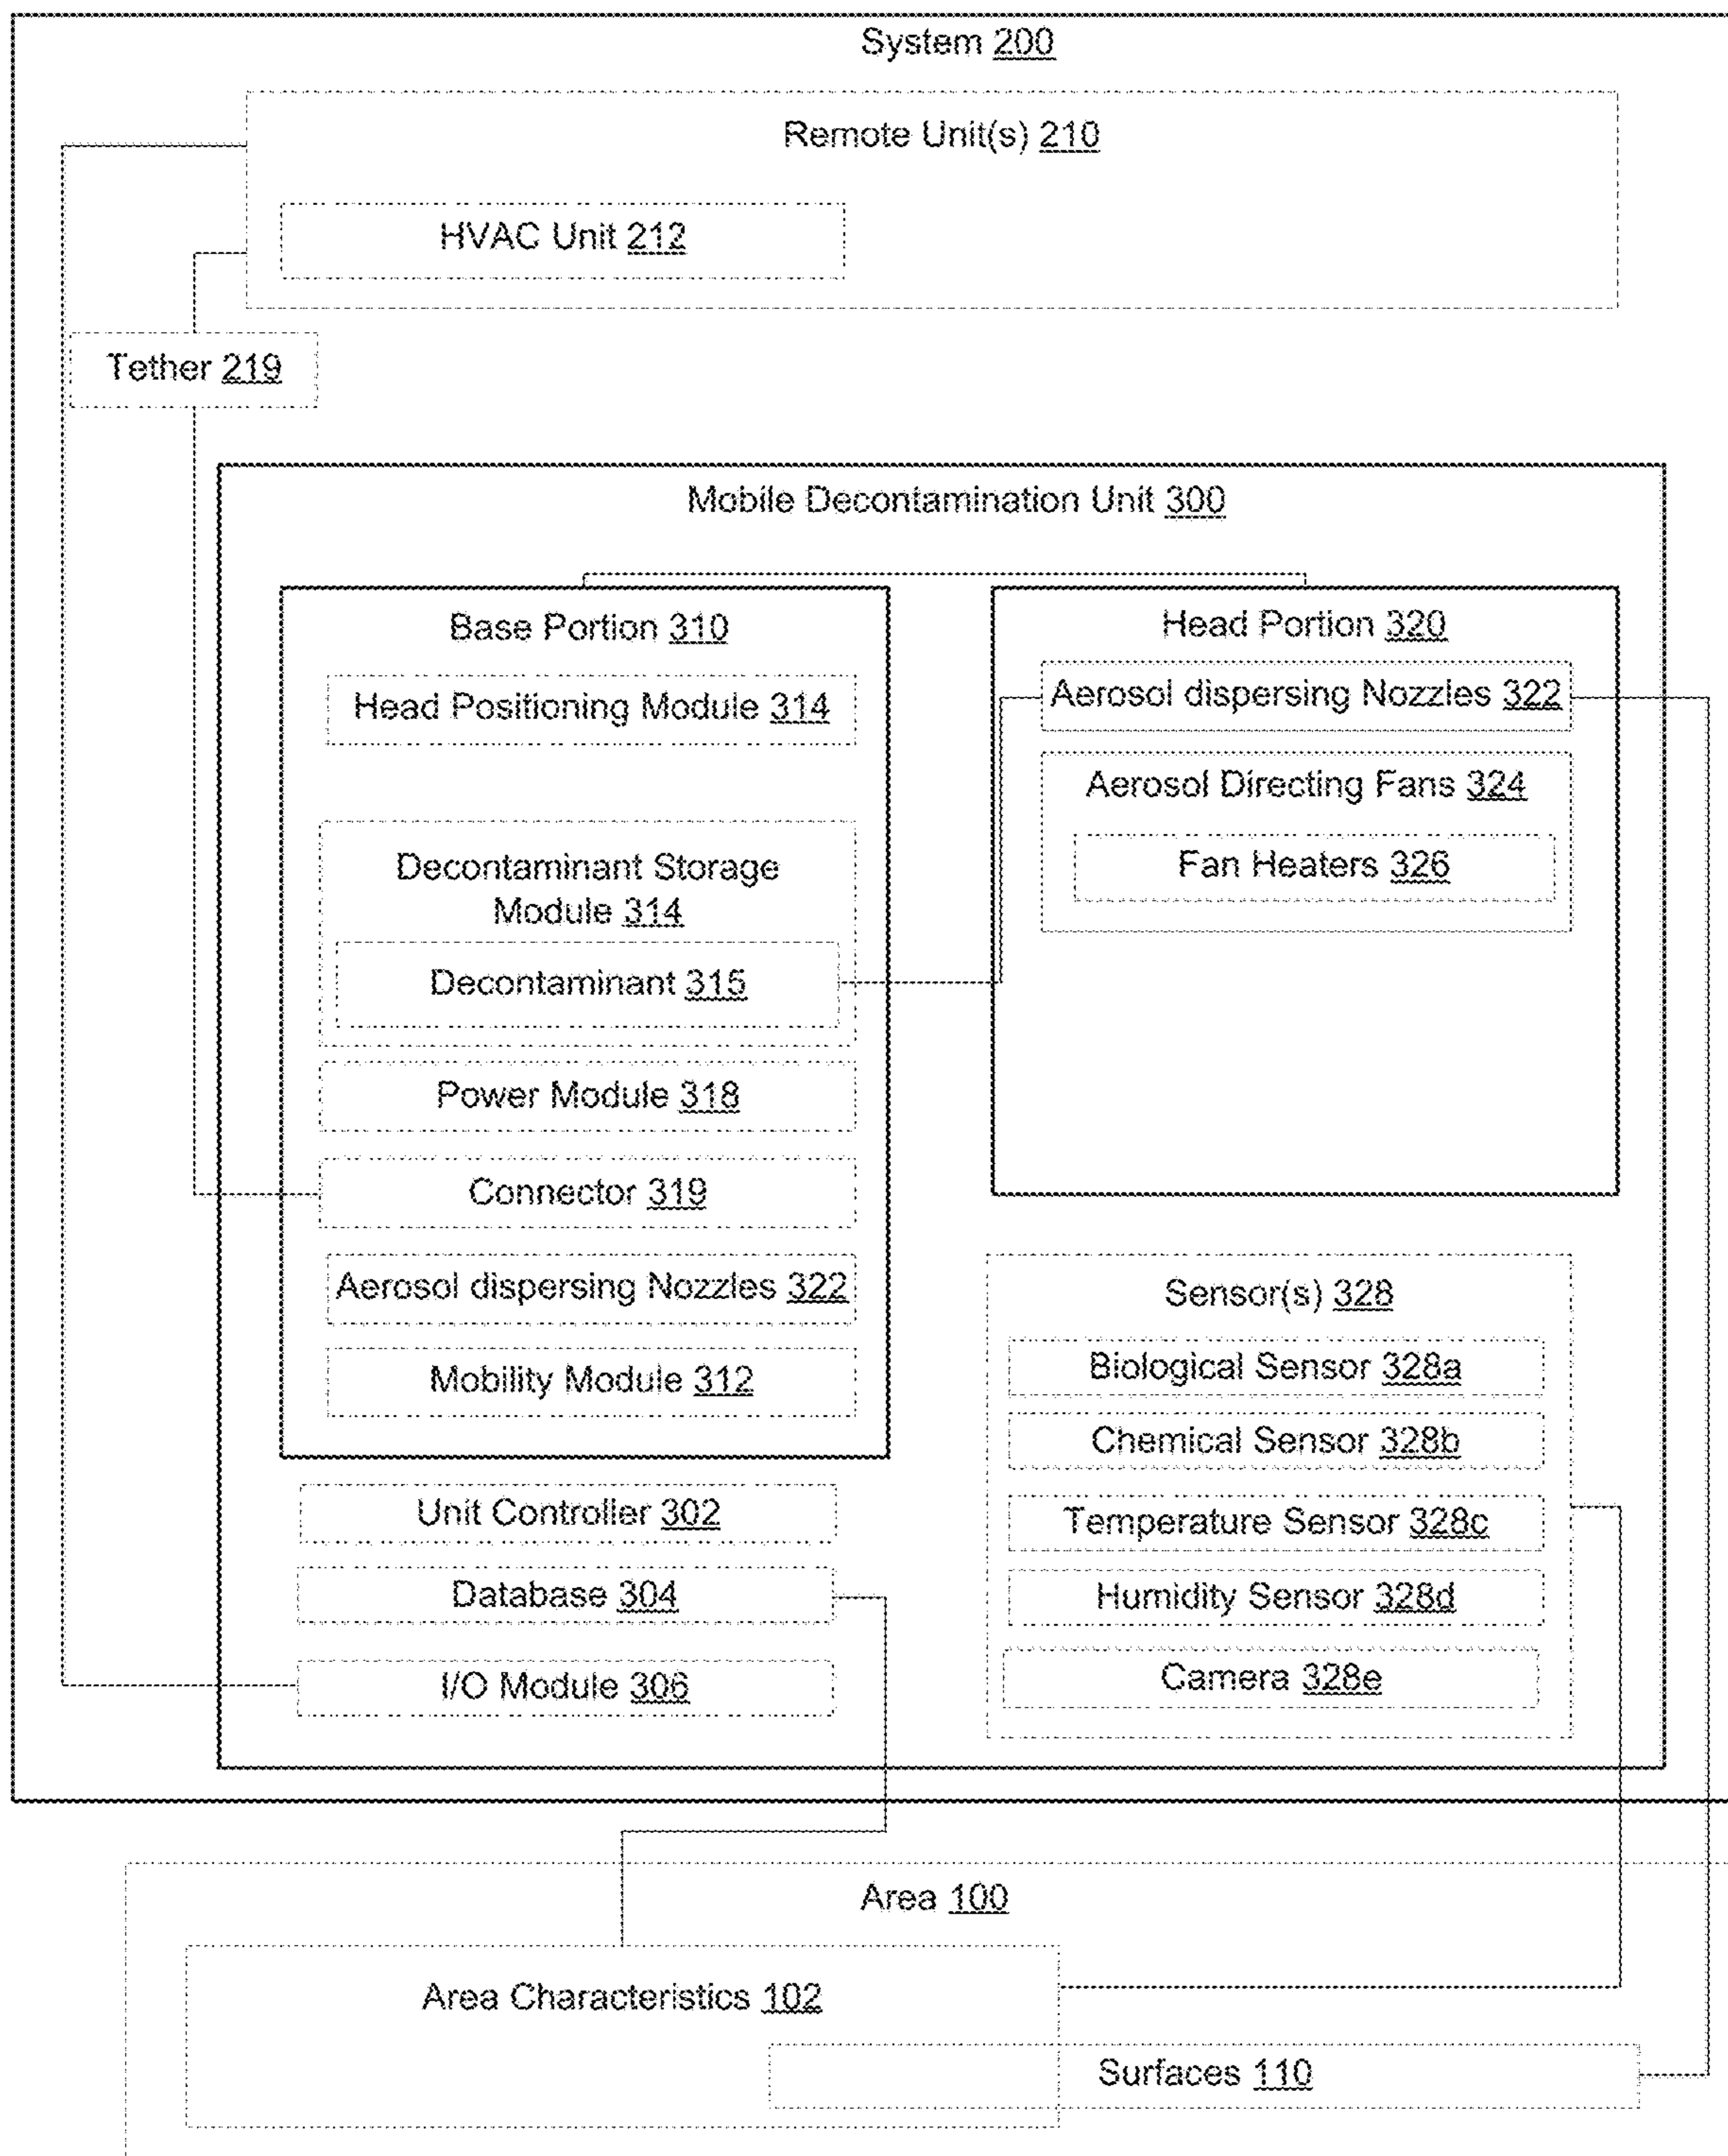 System 200
Remote Unit(s) 210
HVAC Unit 212
Tether 219
Mobile Decontamination Unit 300
Base Portion 310
Head Positioning Module 314
Decontaminant Storage
Module 314
Decontaminant 315
Power Module 318
Connector 319
Aerosol dispersing Nozzles 322
Mobility Module 312
Head Portion 320
Aerosol dispersing Nozzles 322
Aerosol Directing Fans 324
Fan Heaters 326
Unit Controller 302
Database 304
I/O Module 306
Sensor(s) 328
Biological Sensor 328a
Chemical Sensor 328b
Temperature Sensor 328c
Humidity Sensor 328d
Camera 328e
Area 100
Area Characteristics 102
Surfaces 110